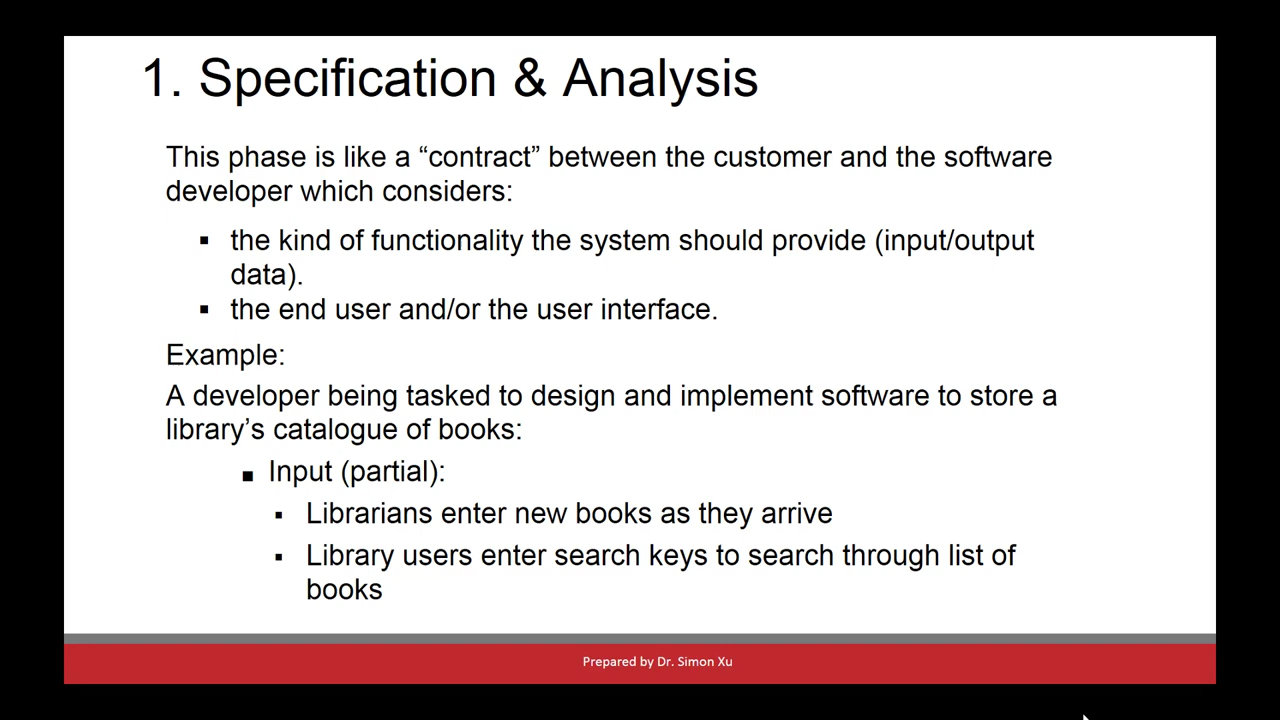 1. Specification & Analysis
This phase is like a “contract” between the customer and the software
developer which considers:
▪ the kind of functionality the system should provide (input/output
data).
▪ the end user and/or the user interface.
Example:
A developer being tasked to design and implement software to store a
library’s catalogue of books:
■ Input (partial):
▪ Librarians enter new books as they arrive
▪ Library users enter search keys to search through list of
books
Prepared by Dr. Simon Xu